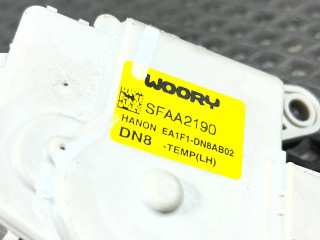 WOORY
SFAA2190
HANON EA1F1-DN8AB02
DN8 -TEMP(LH)